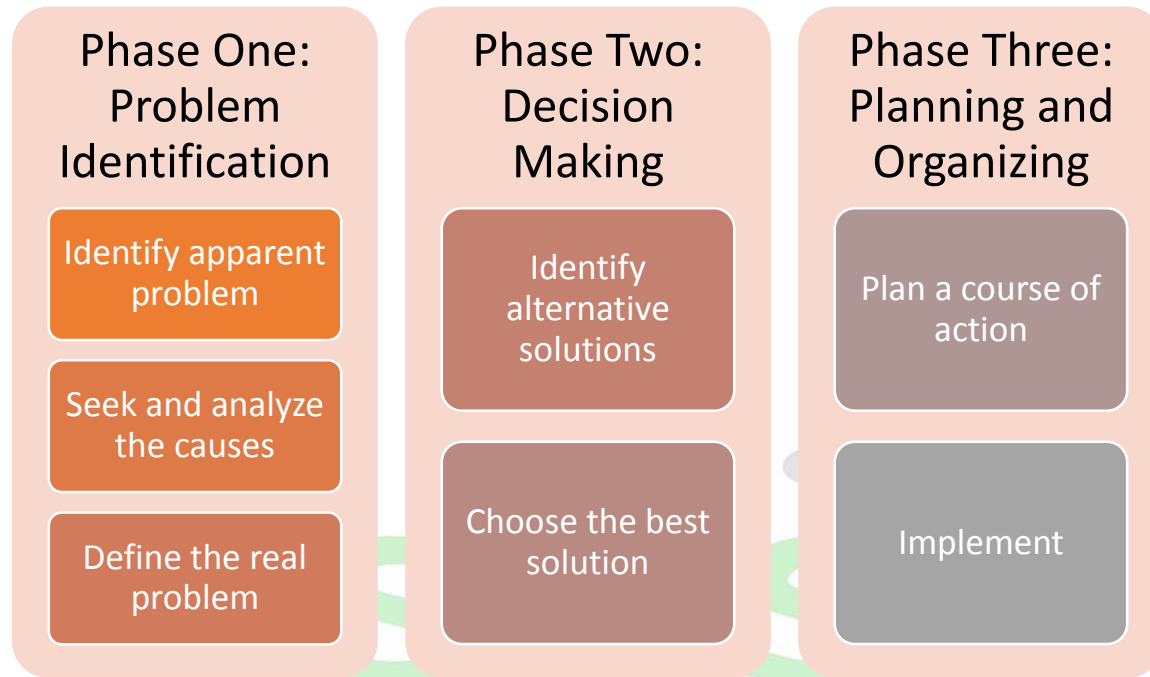 Phase One:
Problem
Identification
Identify apparent
problem
Seek and analyze
the causes
Define the real
problem
Phase Two:
Decision
Making
Identify
alternative
solutions
Choose the best
solution
Phase Three:
Planning and
Organizing
Plan a course of
action
Implement